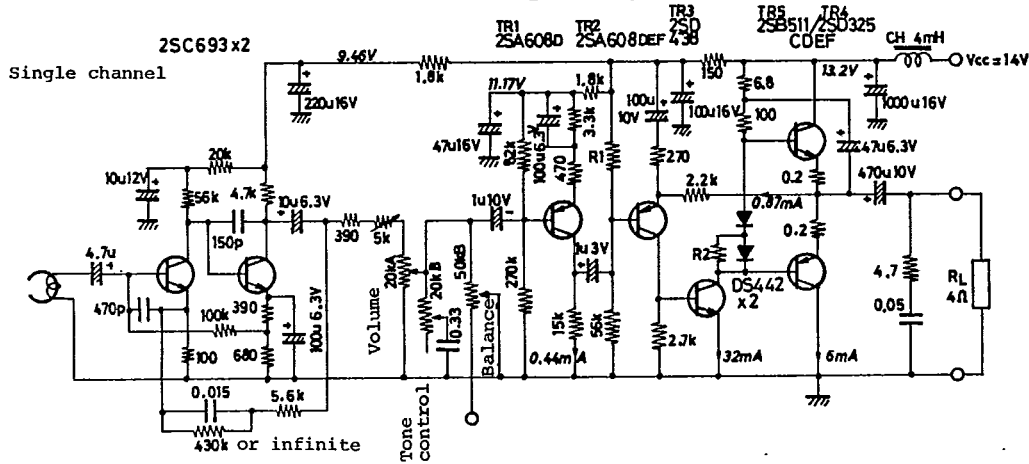 2SC693x2
Single channel
TR1
2SA608D
TR2
2SA608DEF
TR3
2SD
438
TR5 TR4
2SB511/2SD325
CDEF
CH 4mH
Vcc=14V
9.46V
1.8k
220u16V
11.17V
1.8k
150
13.2V
6.8
100
1000u16V
47u16V
82k
100u6.3V
3.3k
470
R1
100u
10V
100u16V
270
47u6.3V
10u12V
20k
56k
4.7k
10u6.3V
150p
390
5k
1u10V
2.2k
0.87mA
0.2
470u10V
4.7u
470p
390
100k
680
100
100u6.3V
Volume
20kA
20kB
0.33
50kB
Balance
270k
1u3V
15k
56k
0.44mA
R2
DS442
x2
0.2
2.7k
32mA
6mA
4.7
0.05
RL
4Ω
0.015
5.6k
430k or infinite
Tone
control